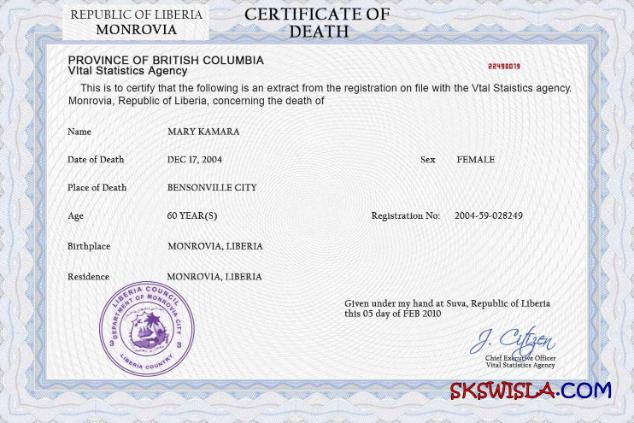 REPUBLIC OF LIBERIA
MONROVIA
CERTIFICATE OF
DEATH
PROVINCE OF BRITISH COLUMBIA
VItal Statistics Agency
22490019
This is to certify that the following is an extract from the registration on file with the Vtal Staistics agency.
Monrovia, Republic of Liberia, concerning the death of
Name MARY KAMARA
Date of Death DEC 17, 2004 Sex FEMALE
Place of Death BENSONVILLE CITY
Age 60 YEAR(S) Registration No: 2004-59-028249
Birthplace MONROVIA, LIBERIA
Residence MONROVIA, LIBERIA
LIBERIA COUNCIL
DEPARTMENT OF MONROVIA CITY
3 3
LIBERIA COUNTRY
Given under my hand at Suva, Republic of Liberia
this 05 day of FEB 2010
J. Citizen
Chief Executive Officer
Vital Statistics Agency
SKSWISLA.COM